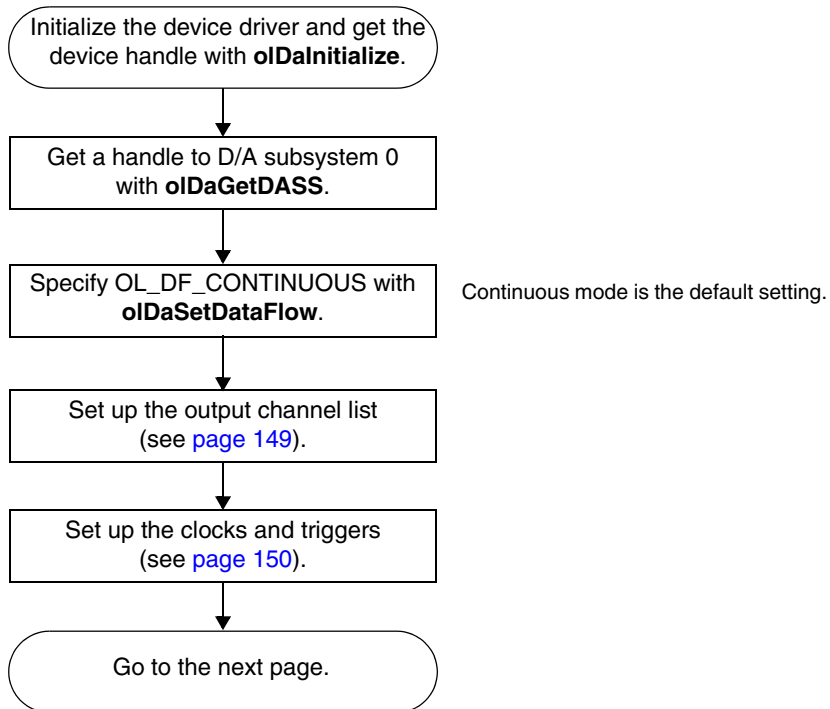 Initialize the device driver and get the
device handle with olDaInitialize.
Get a handle to D/A subsystem 0
with olDaGetDASS.
Specify OL_DF_CONTINUOUS with
olDaSetDataFlow.
Continuous mode is the default setting.
Set up the output channel list
(see page 149).
Set up the clocks and triggers
(see page 150).
Go to the next page.